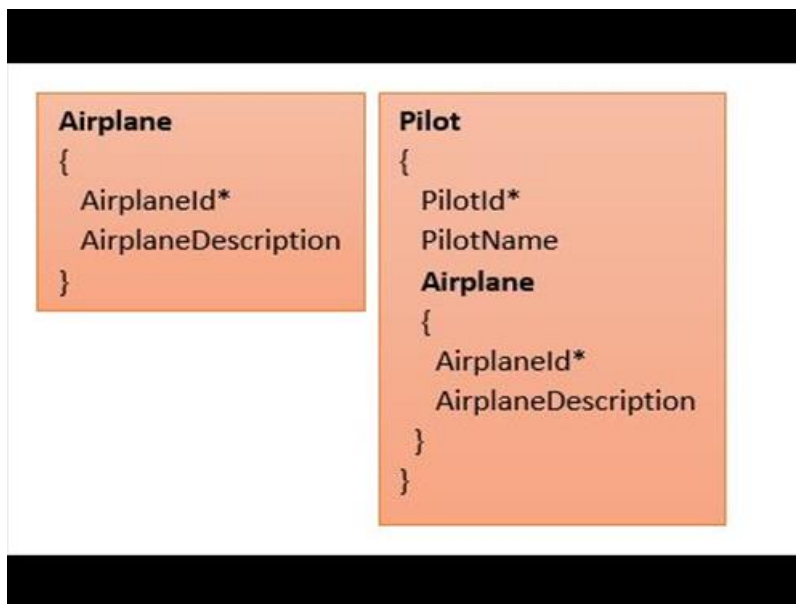 Airplane
{
AirplaneId*
AirplaneDescription
}
Pilot
{
PilotId*
PilotName
Airplane
{
AirplaneId*
AirplaneDescription
}
}